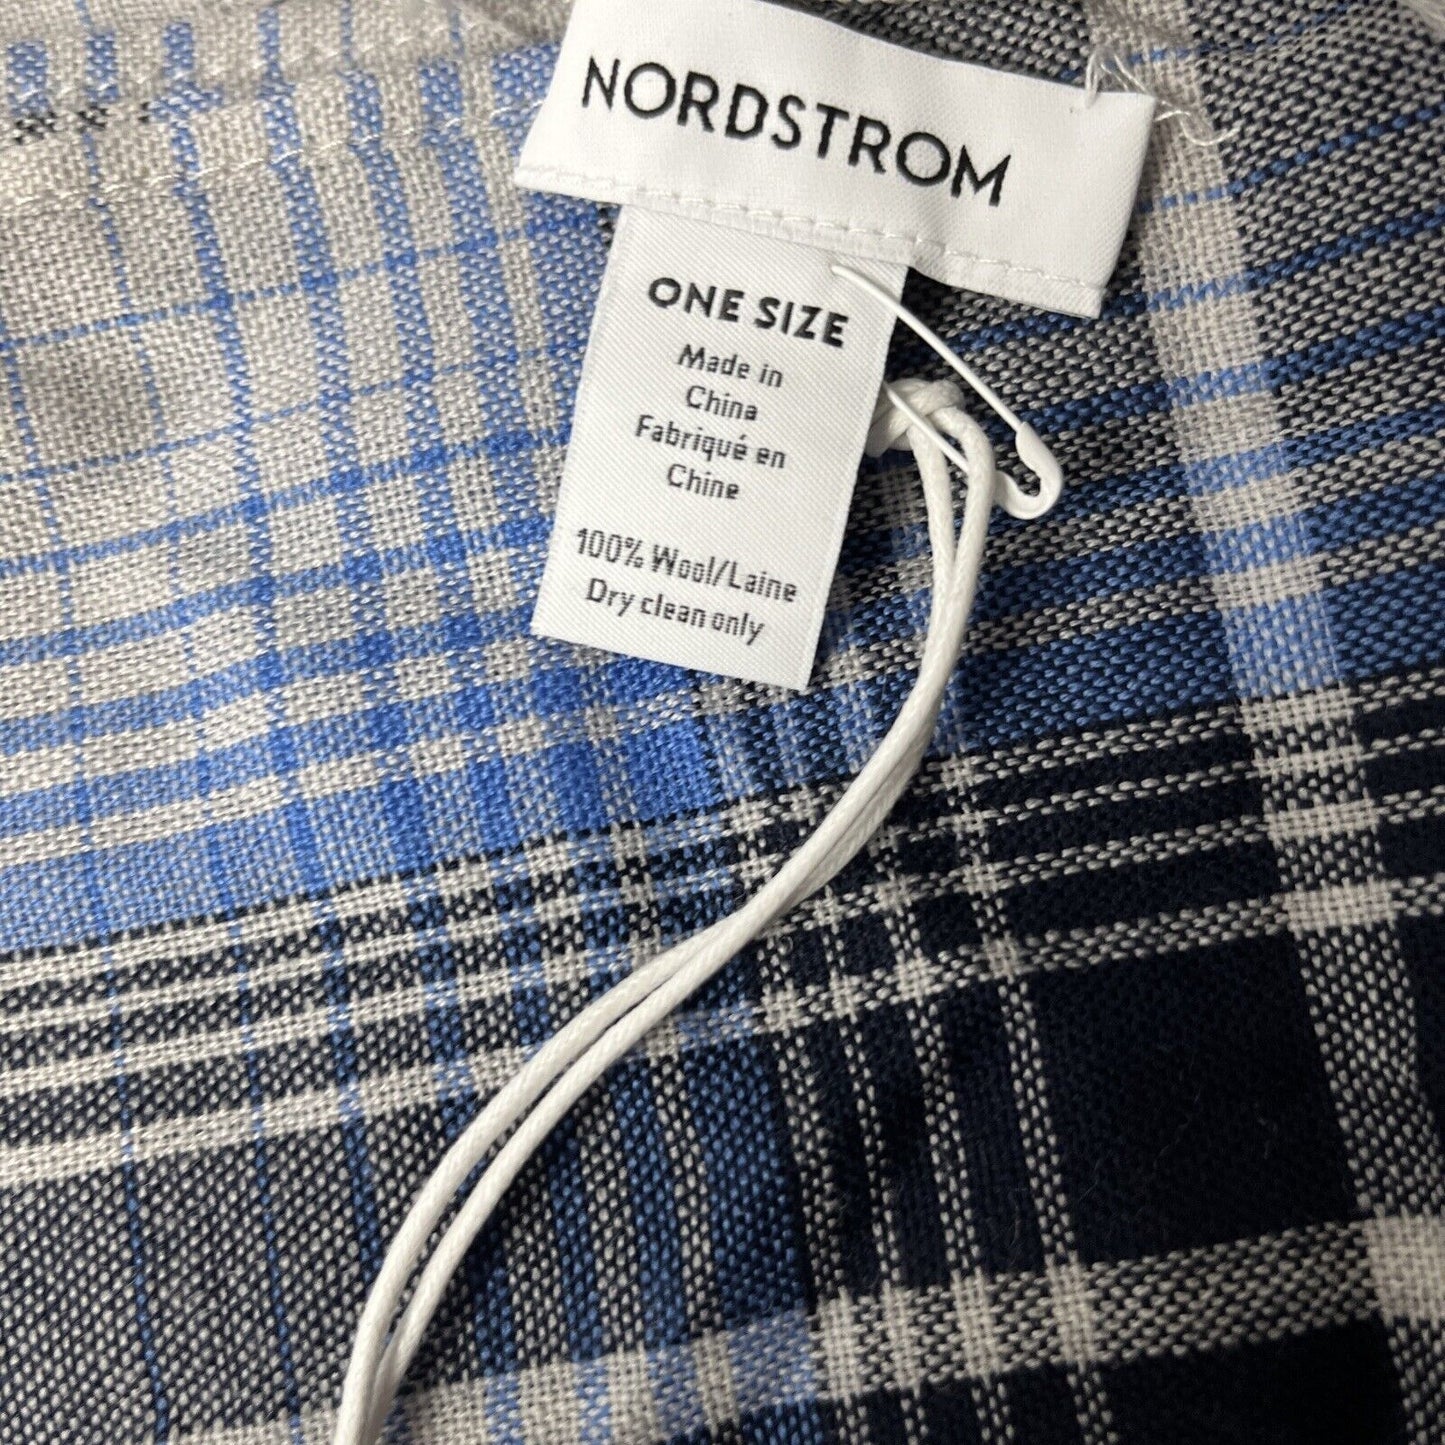 NORDSTROM
ONE SIZE
Made in
China
Fabriqué en
Chine
100% Wool/Laine
Dry clean only